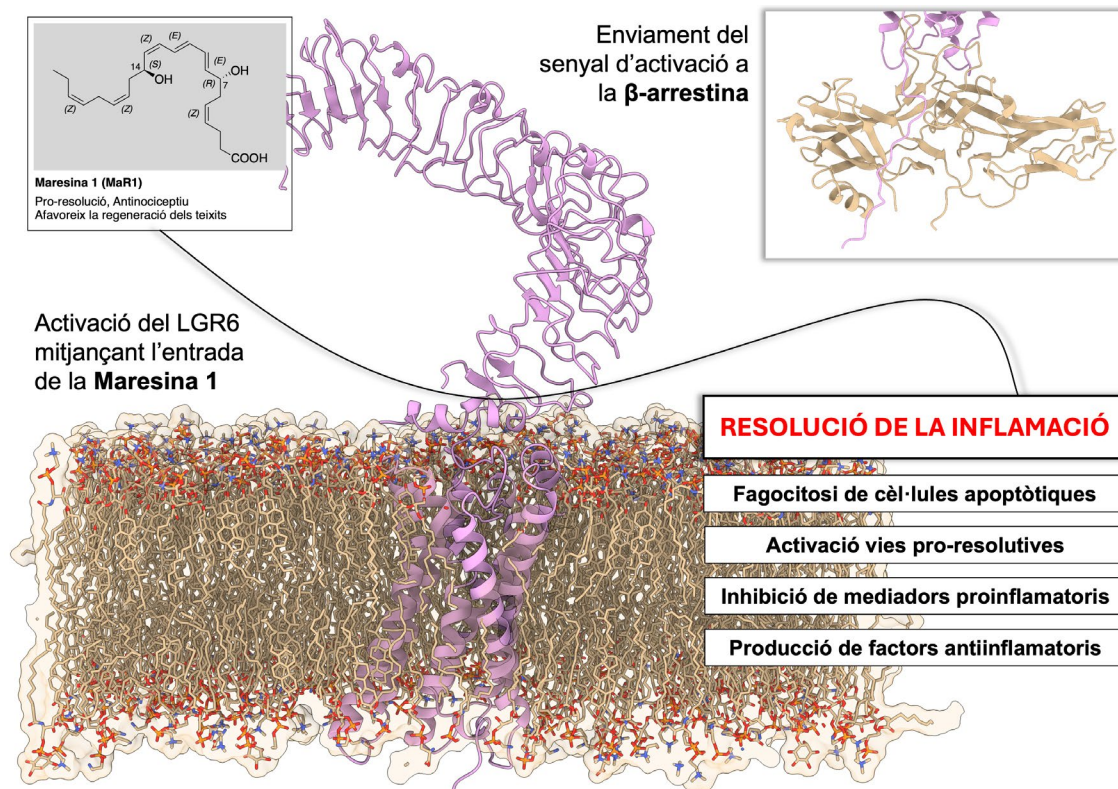 (Z)
(E)
14
(S)
OH
(E)
OH
(R)
7
(Z)
(Z)
(Z)
COOH
Maresina 1 (MaR1)
Pro-resolució, Antinociceptiu
Afavoreix la regeneració dels teixits
Enviament del
senyal d’activació a
la β-arrestina
Activació del LGR6
mitjançant l’entrada
de la Maresina 1
RESOLUCIÓ DE LA INFLAMACIÓ
Fagocitosi de cèl·lules apoptòtiques
Activació vies pro-resolutives
Inhibició de mediadors proinflamatoris
Producció de factors antiinflamatoris